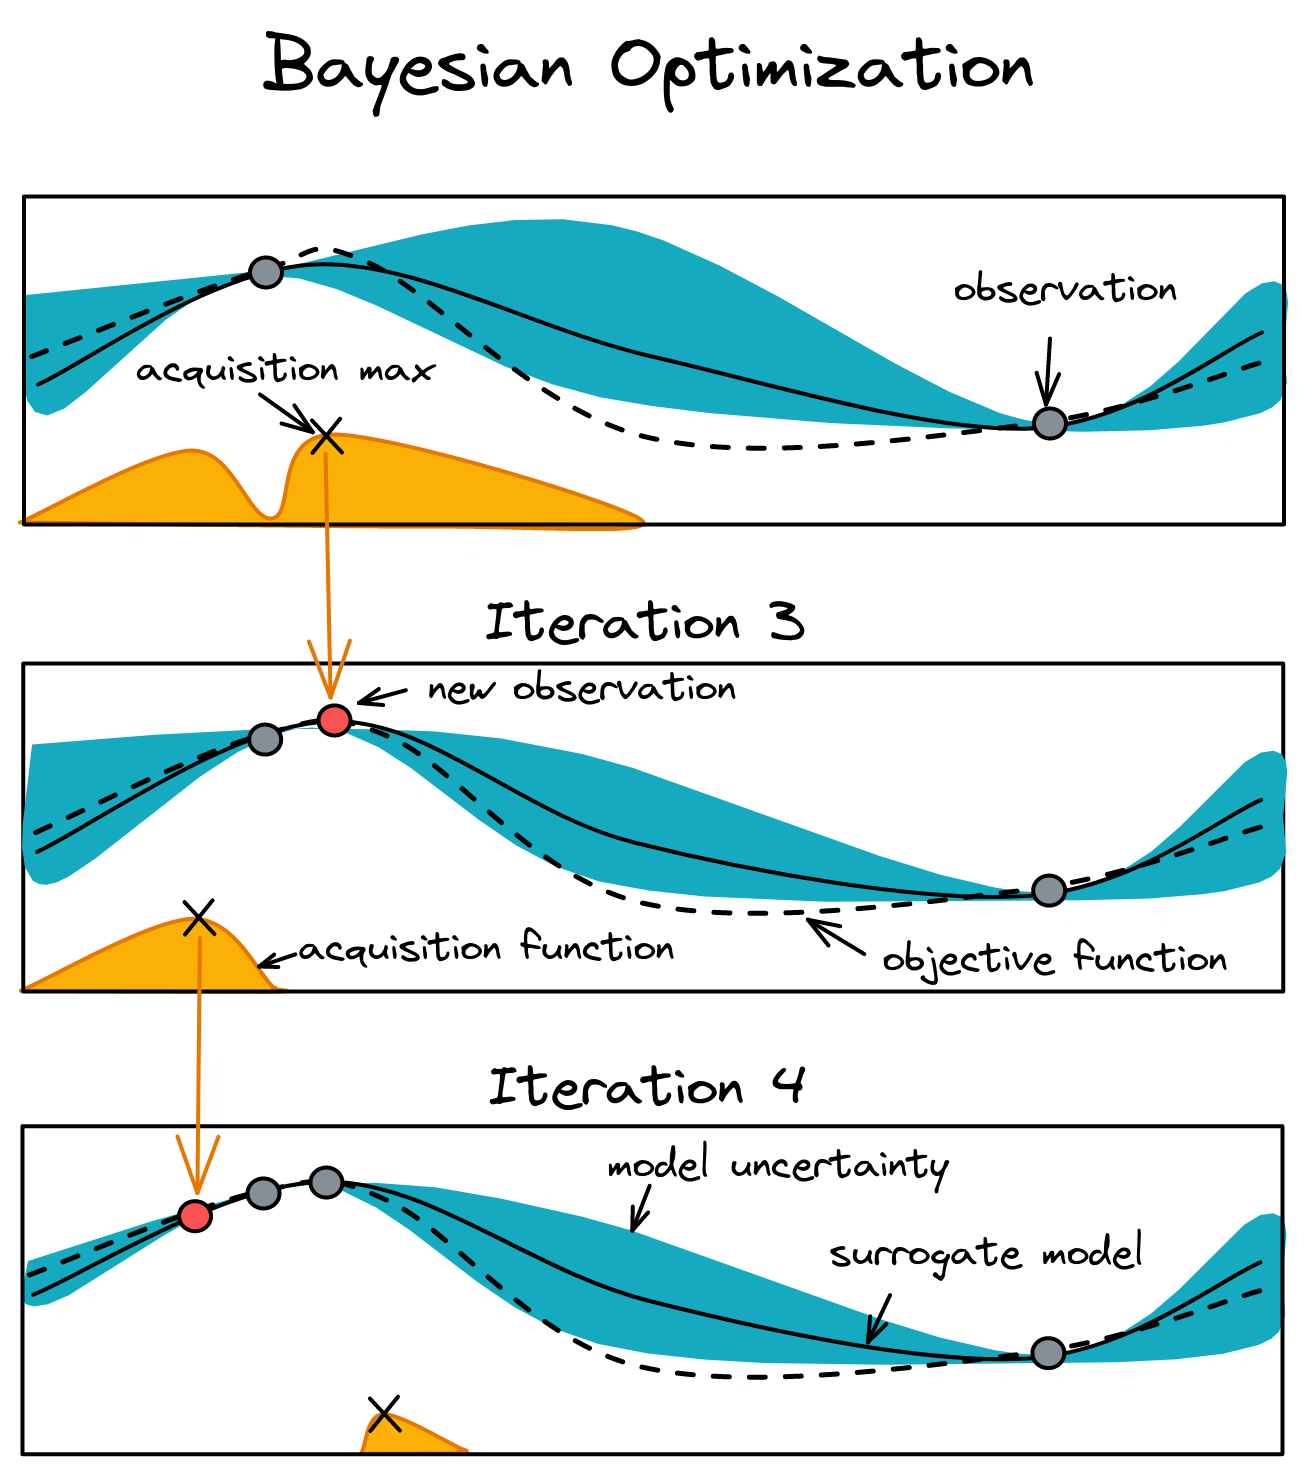 Bayesian Optimization
observation
acquisition max
Iteration 3
new observation
acquisition function
objective function
Iteration 4
model uncertainty
surrogate model